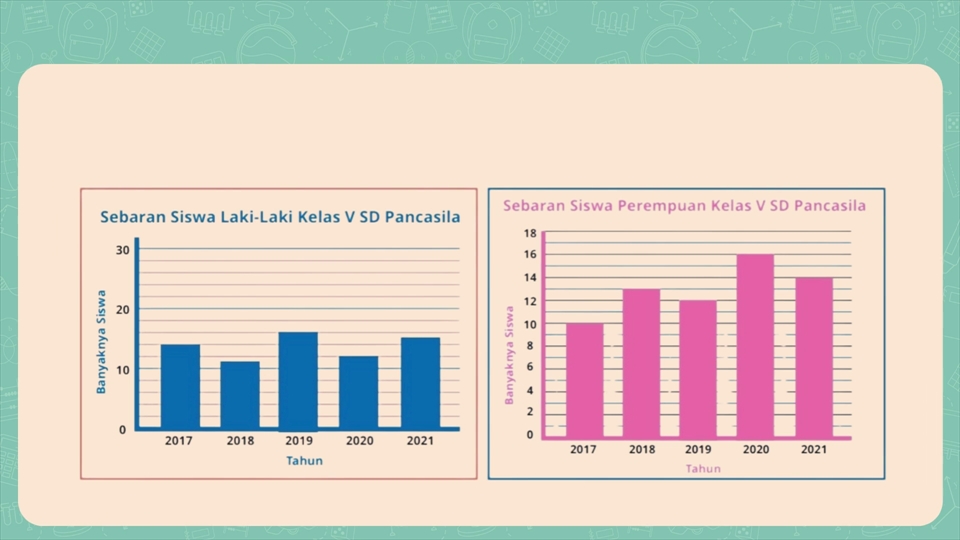 Sebaran Siswa Laki-Laki Kelas V SD Pancasila
30
20
10
0
Banyaknya Siswa
2017 2018 2019 2020 2021
Tahun
Sebaran Siswa Perempuan Kelas V SD Pancasila
18
16
14
12
10
8
6
4
2
0
Banyaknya Siswa
2017 2018 2019 2020 2021
Tahun